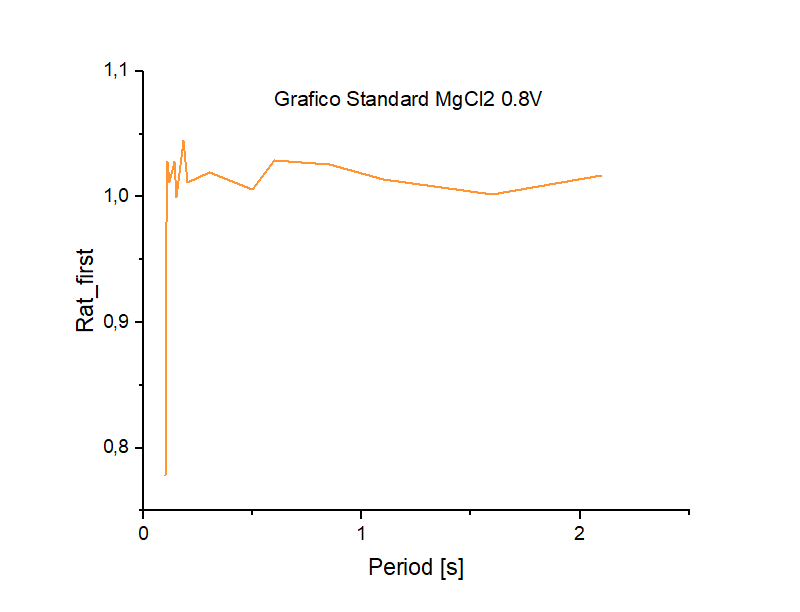 Grafico Standard MgCl2 0.8V
1,1
1,0
0,9
0,8
Rat_first
0
1
2
Period [s]